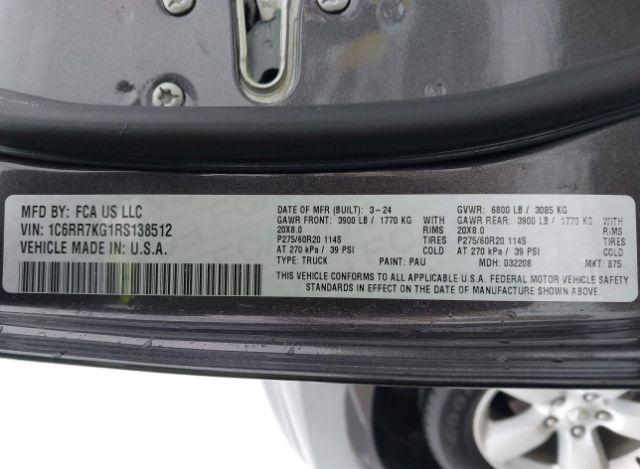 MFD BY: FCA US LLC
VIN: 1C6RR7KG1RS138512
VEHICLE MADE IN U.S.A.
DATE OF MFR (BUILT): 3-24 GVWR: 6800 LB / 3085 KG
GAWR FRONT: 3900 LB / 1770 KG WITH GAWR REAR: 3900 LB / 1770 KG WITH
20X8.0 RIMS 20X8.0 RIMS
P275/60R20 114S TIRES P275/60R20 114S TIRES
AT 270 kPa / 39 PSI COLD AT 270 kPa / 39 PSI COLD
TYPE: TRUCK PAINT: PAU MDH: 032208 MKT: 875
THIS VEHICLE CONFORMS TO ALL APPLICABLE U.S.A. FEDERAL MOTOR VEHICLE SAFETY
STANDARDS IN EFFECT ON THE DATE OF MANUFACTURE SHOWN ABOVE.